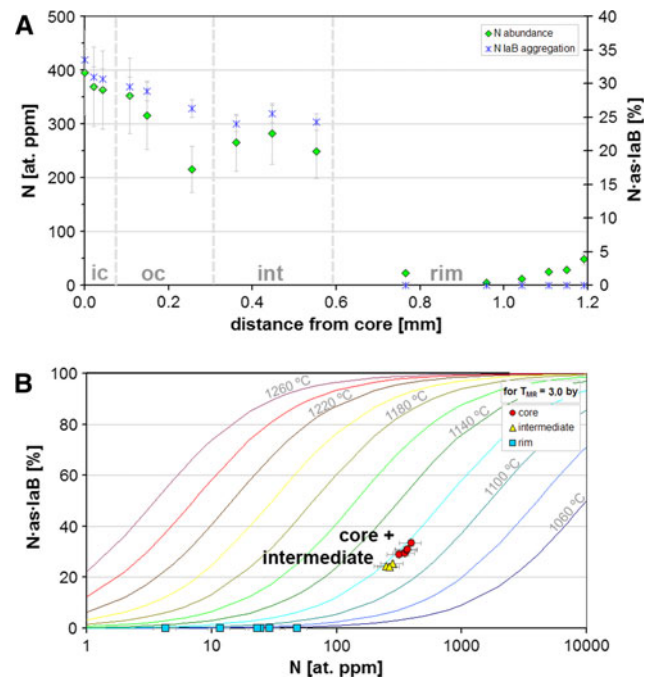 A
500
400
300
200
100
0
N [at. ppm]
N abundance
N IaB aggregation
40
35
30
25
20
15
10
5
0
N·as·IaB [%]
ic
oc
int
rim
0.0
0.2
0.4
0.6
0.8
1.0
1.2
distance from core [mm]
B
100
80
60
40
20
0
N·as·IaB [%]
1260 °C
1220 °C
1180 °C
1140 °C
1100 °C
1060 °C
for TMR = 3.0 by
core
intermediate
rim
core +
intermediate
1
10
100
1000
10000
N [at. ppm]